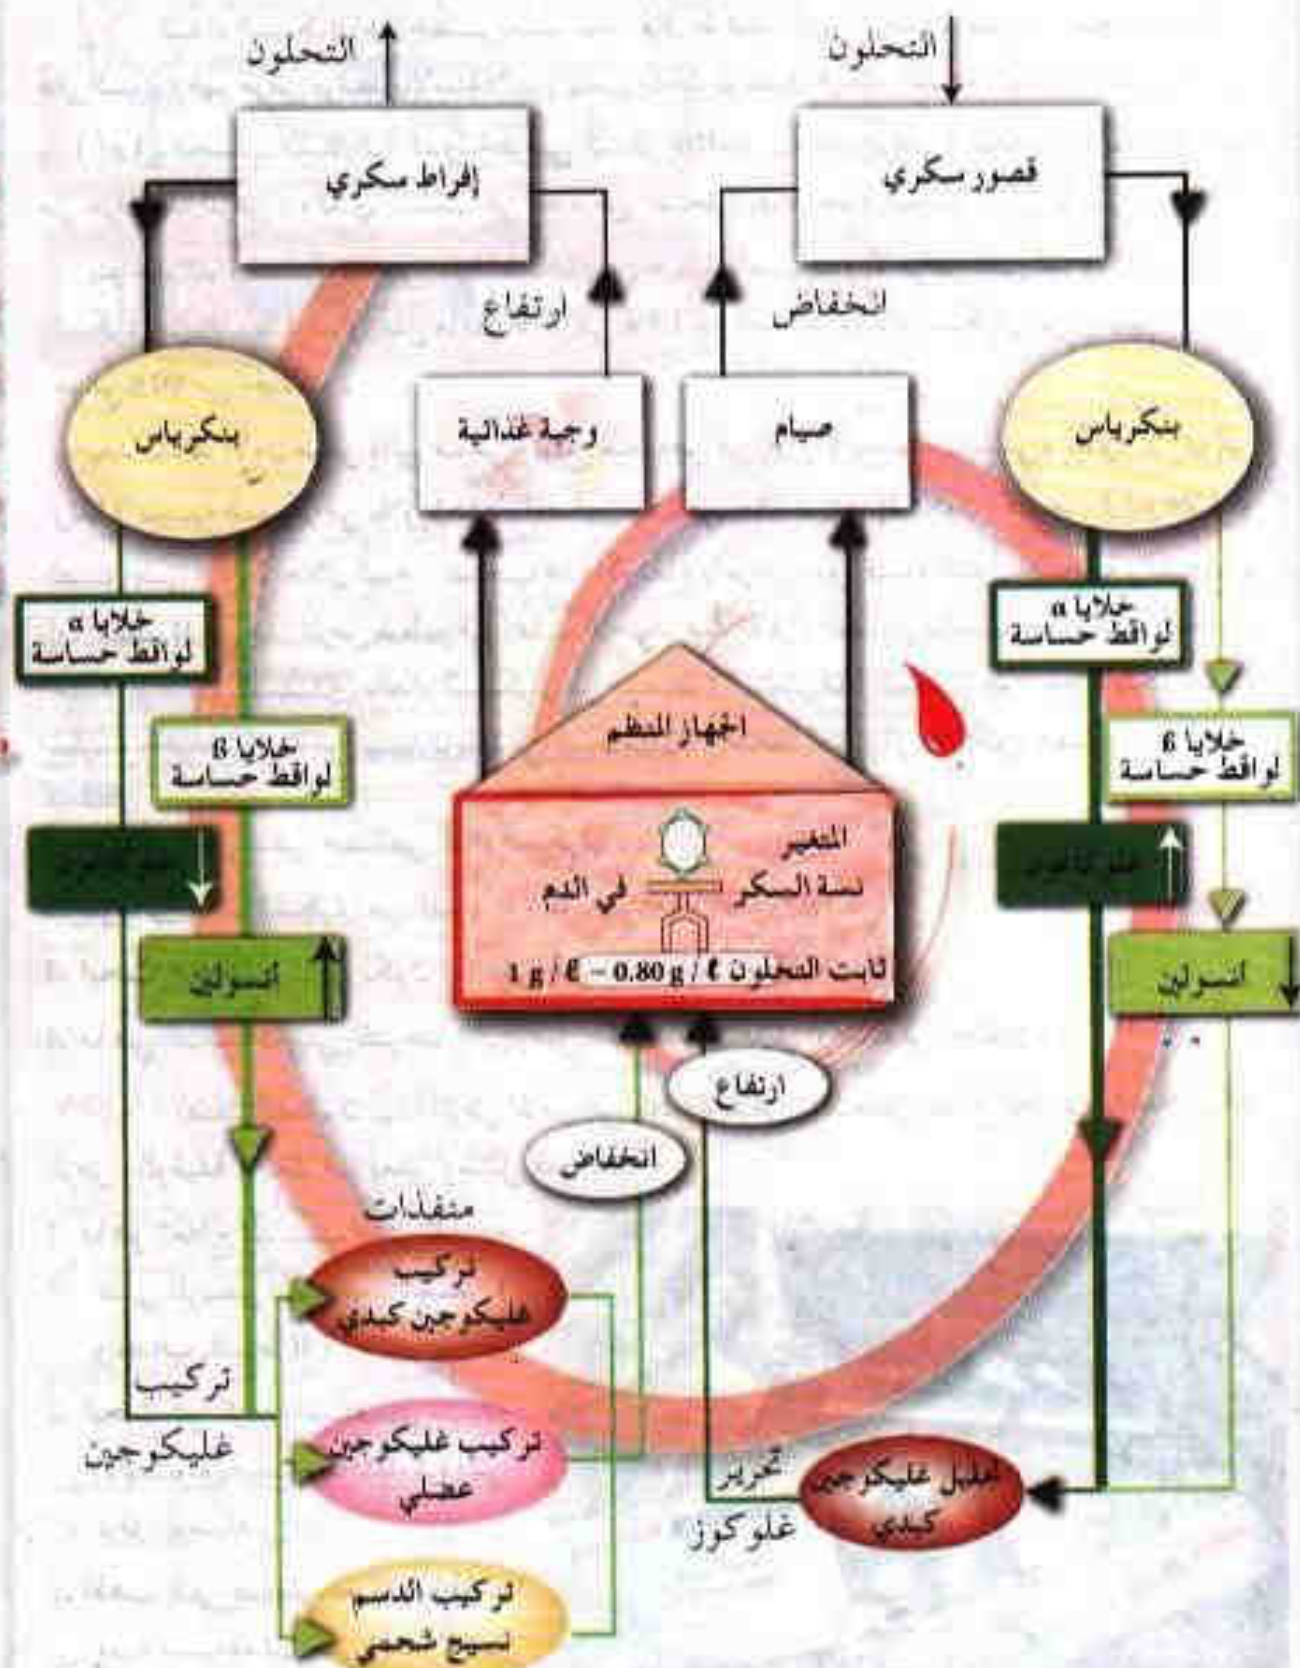 التحلون
التحلون
قصور سكري
إفراط سكري
انخفاض
ارتفاع
بنكرياس
صيام
وجبة غذائية
بنكرياس
خلايا α
لواقط حساسة
خلايا α
لواقط حساسة
خلايا ß
لواقط حساسة
خلايا ß
لواقط حساسة
الجهاز المنظم
المتغير
نسة السكر في الدم
ثابت التحلون 0.80 g / ℓ – 1 g / ℓ
أنسولين
أنسولين
ارتفاع
انخفاض
منفذات
تركيب
غليكوجين كبدي
تركيب
غليكوجين
تركيب غليكوجين
عضلي
تحرير
غلوكوز
غليكوجين
كبدي
تركيب الدسم
نسيج شحمي